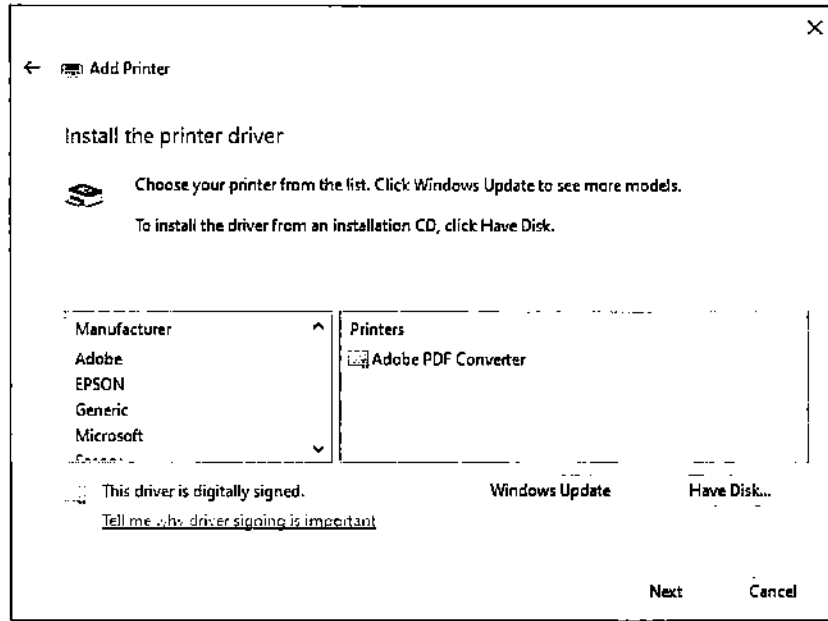 Add Printer
Install the printer driver
Choose your printer from the list. Click Windows Update to see more models.
To install the driver from an installation CD, click Have Disk.
Manufacturer
Adobe
EPSON
Generic
Microsoft
Printers
Adobe PDF Converter
This driver is digitally signed.
Tell me why driver signing is important
Windows Update
Have Disk...
Next
Cancel